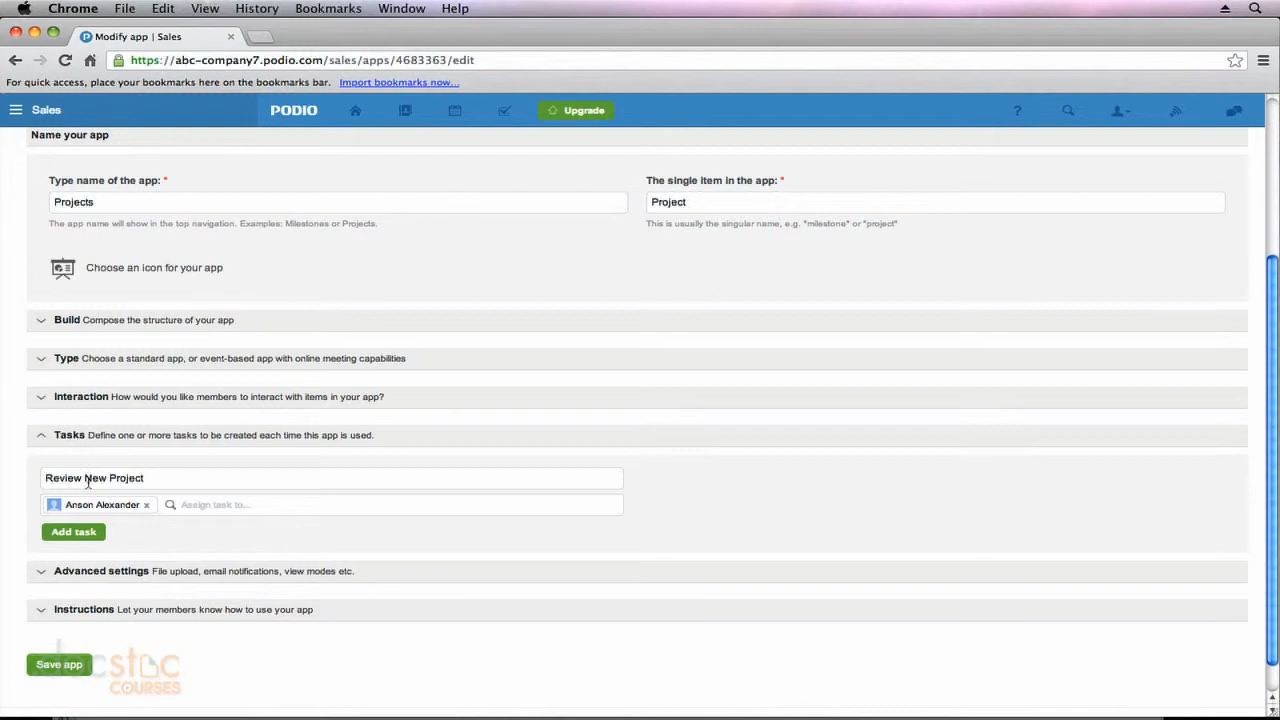 Chrome File Edit View History Bookmarks Window Help
Modify app | Sales
https://abc-company7.podio.com/sales/apps/4683363/edit
For quick access, place your bookmarks here on the bookmarks bar. Import bookmarks now...
Sales PODIO Upgrade ?
Name your app
Type name of the app: * The single item in the app: *
Projects Project
The app name will show in the top navigation. Examples: Milestones or Projects. This is usually the singular name, e.g. "milestone" or "project"
Choose an icon for your app
Build Compose the structure of your app
Type Choose a standard app, or event-based app with online meeting capabilities
Interaction How would you like members to interact with items in your app?
Tasks Define one or more tasks to be created each time this app is used.
Review New Project
Anson Alexander x Assign task to...
Add task
Advanced settings File upload, email notifications, view modes etc.
Instructions Let your members know how to use your app
Save app
docstoc
COURSES